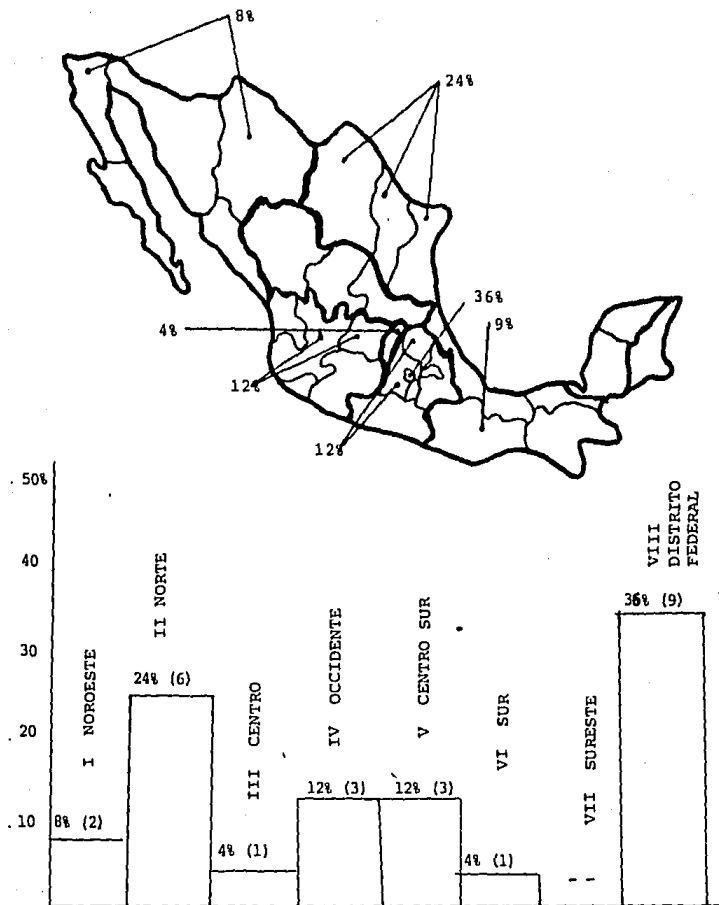 8%
24%
36%
9%
4%
12%
12%
50%
40
30
20
10
I NOROESTE
8% (2)
II NORTE
24% (6)
III CENTRO
4% (1)
IV OCCIDENTE
12% (3)
V CENTRO SUR
12% (3)
VI SUR
4% (1)
VII SURESTE
--
VIII
DISTRITO
FEDERAL
36% (9)